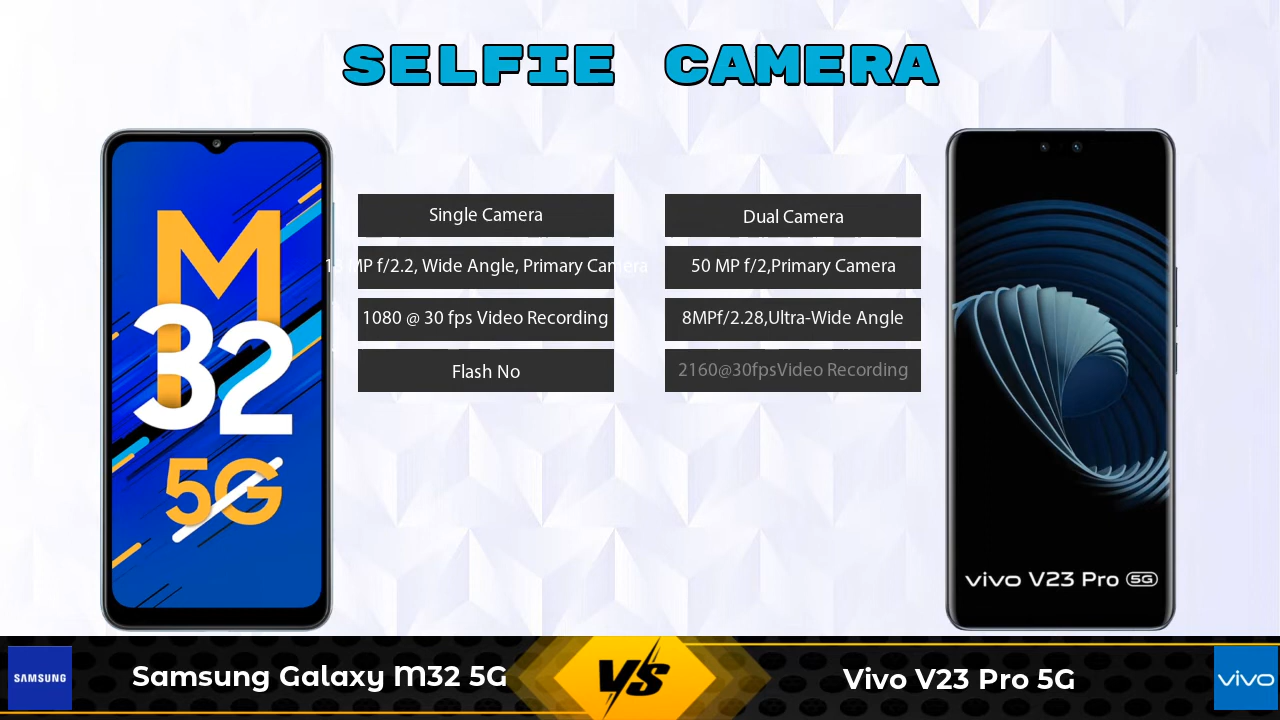 SELFIE CAMERA
M
32
5G
Single Camera
13 MP f/2.2, Wide Angle, Primary Camera
1080 @ 30 fps Video Recording
Flash No
Dual Camera
50 MP f/2,Primary Camera
8MPf/2.28,Ultra-Wide Angle
2160@30fpsVideo Recording
vivo V23 Pro 5G
SAMSUNG
Samsung Galaxy M32 5G
VS
Vivo V23 Pro 5G
vivo